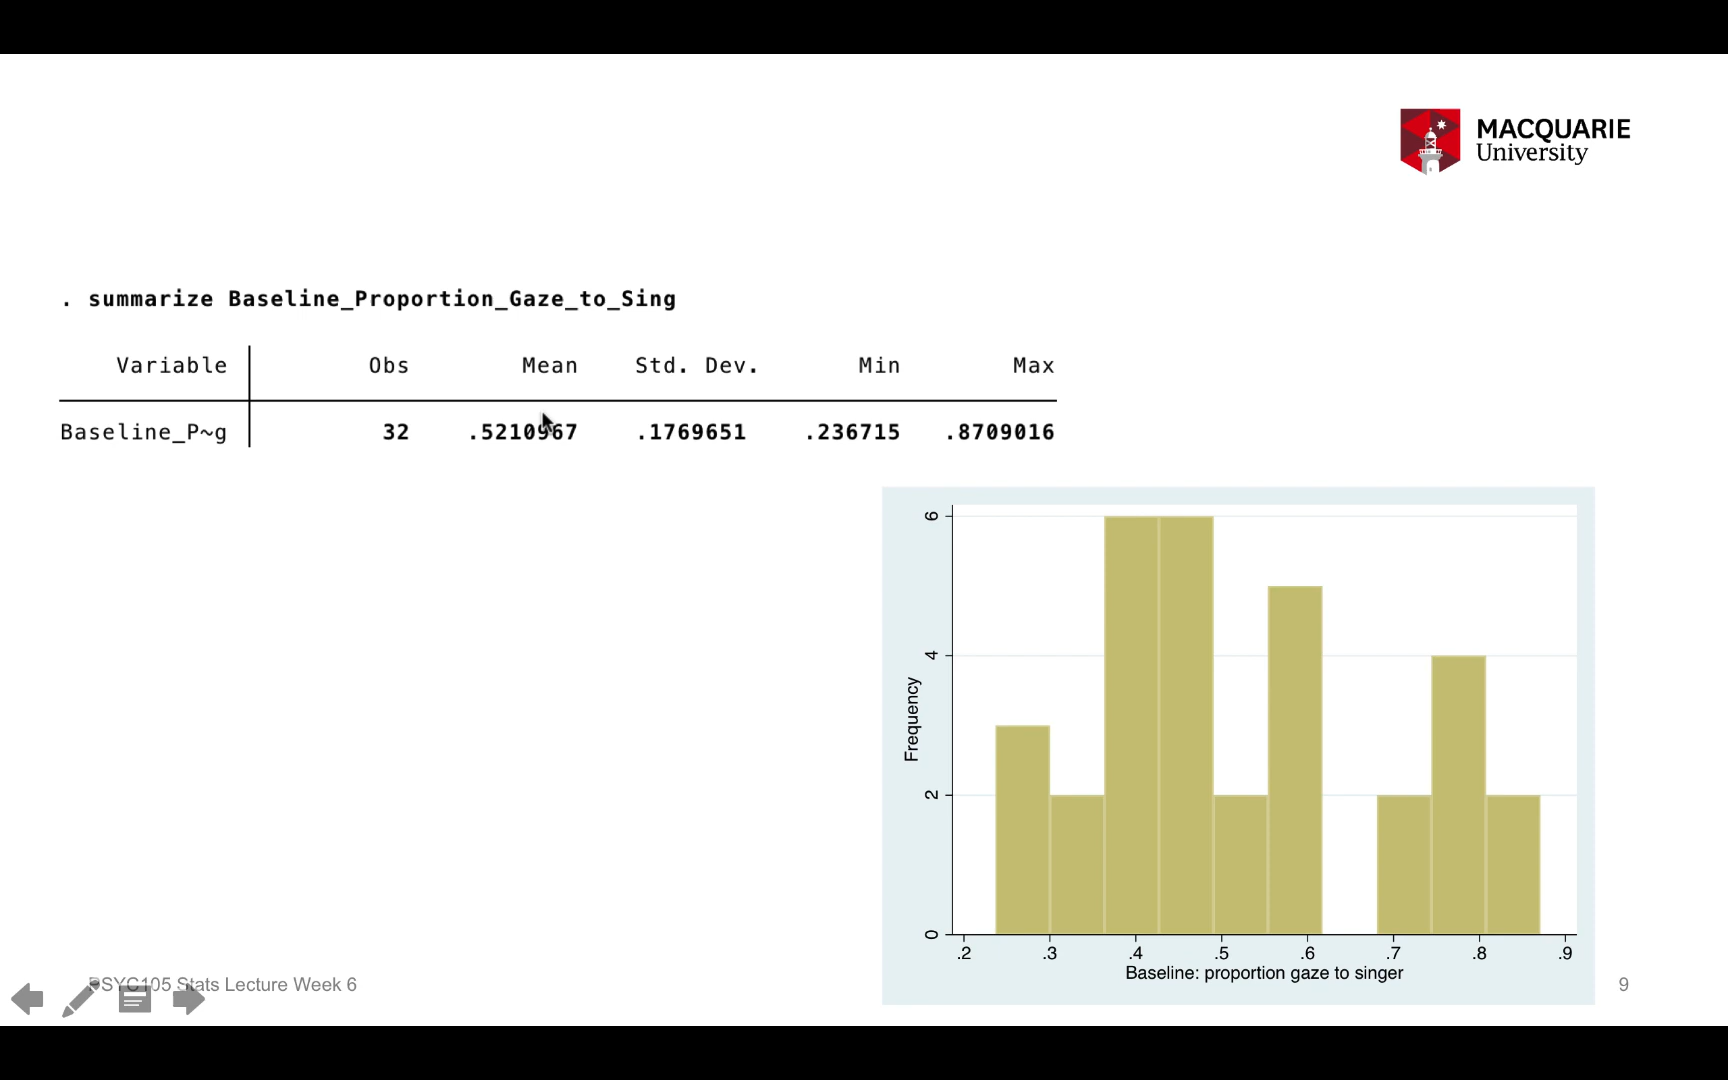 MACQUARIE
University
. summarize Baseline_Proportion_Gaze_to_Sing
Variable Obs Mean Std. Dev. Min Max
Baseline_P~g 32 .5210967 .1769651 .236715 .8709016
6
4
2
0
Frequency
.2 .3 .4 .5 .6 .7 .8 .9
Baseline: proportion gaze to singer
PSYC105 Stats Lecture Week 6
9